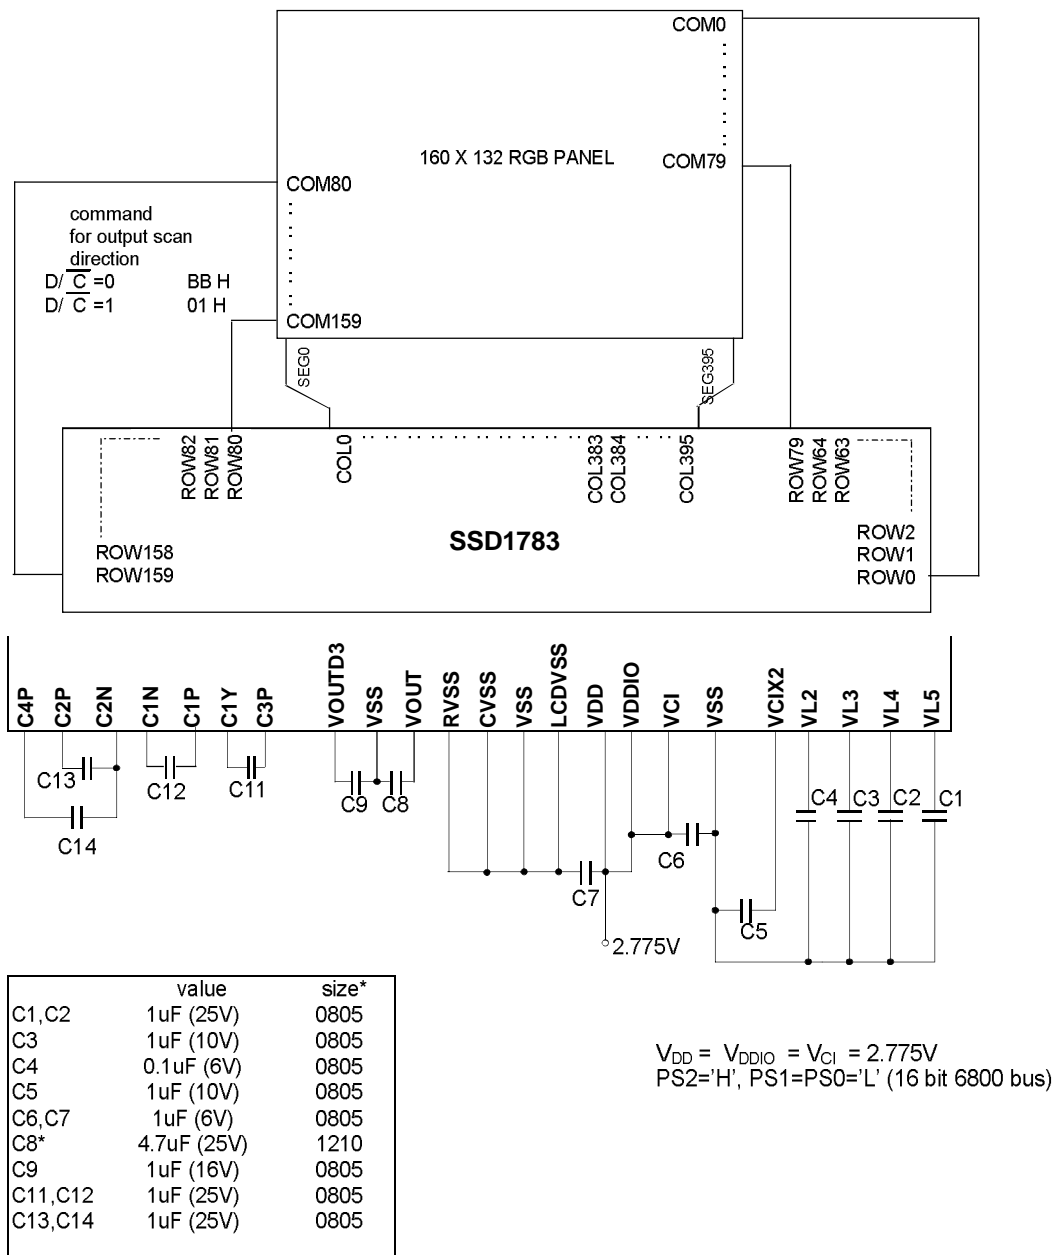 COM0
160 X 132 RGB PANEL
COM79
COM80
command
for output scan
direction
D/ C̅ =0 BB H
D/ C̅ =1 01 H
COM159
SEG0
SEG395
ROW82
ROW81
ROW80
COL0
COL383
COL384
COL395
ROW79
ROW64
ROW63
SSD1783
ROW158
ROW159
ROW2
ROW1
ROW0
C4P
C2P
C2N
C1N
C1P
C1Y
C3P
VOUTD3
VSS
VOUT
RVSS
CVSS
VSS
LCDVSS
VDD
VDDIO
VCI
VSS
VCIX2
VL2
VL3
VL4
VL5
C13
C12
C11
C14
C9
C8
C7
C6
C5
C4
C3
C2
C1
2.775V
value size*
C1,C2 1uF (25V) 0805
C3 1uF (10V) 0805
C4 0.1uF (6V) 0805
C5 1uF (10V) 0805
C6,C7 1uF (6V) 0805
C8* 4.7uF (25V) 1210
C9 1uF (16V) 0805
C11,C12 1uF (25V) 0805
C13,C14 1uF (25V) 0805
VDD = VDDIO = VCI = 2.775V
PS2='H', PS1=PS0='L' (16 bit 6800 bus)